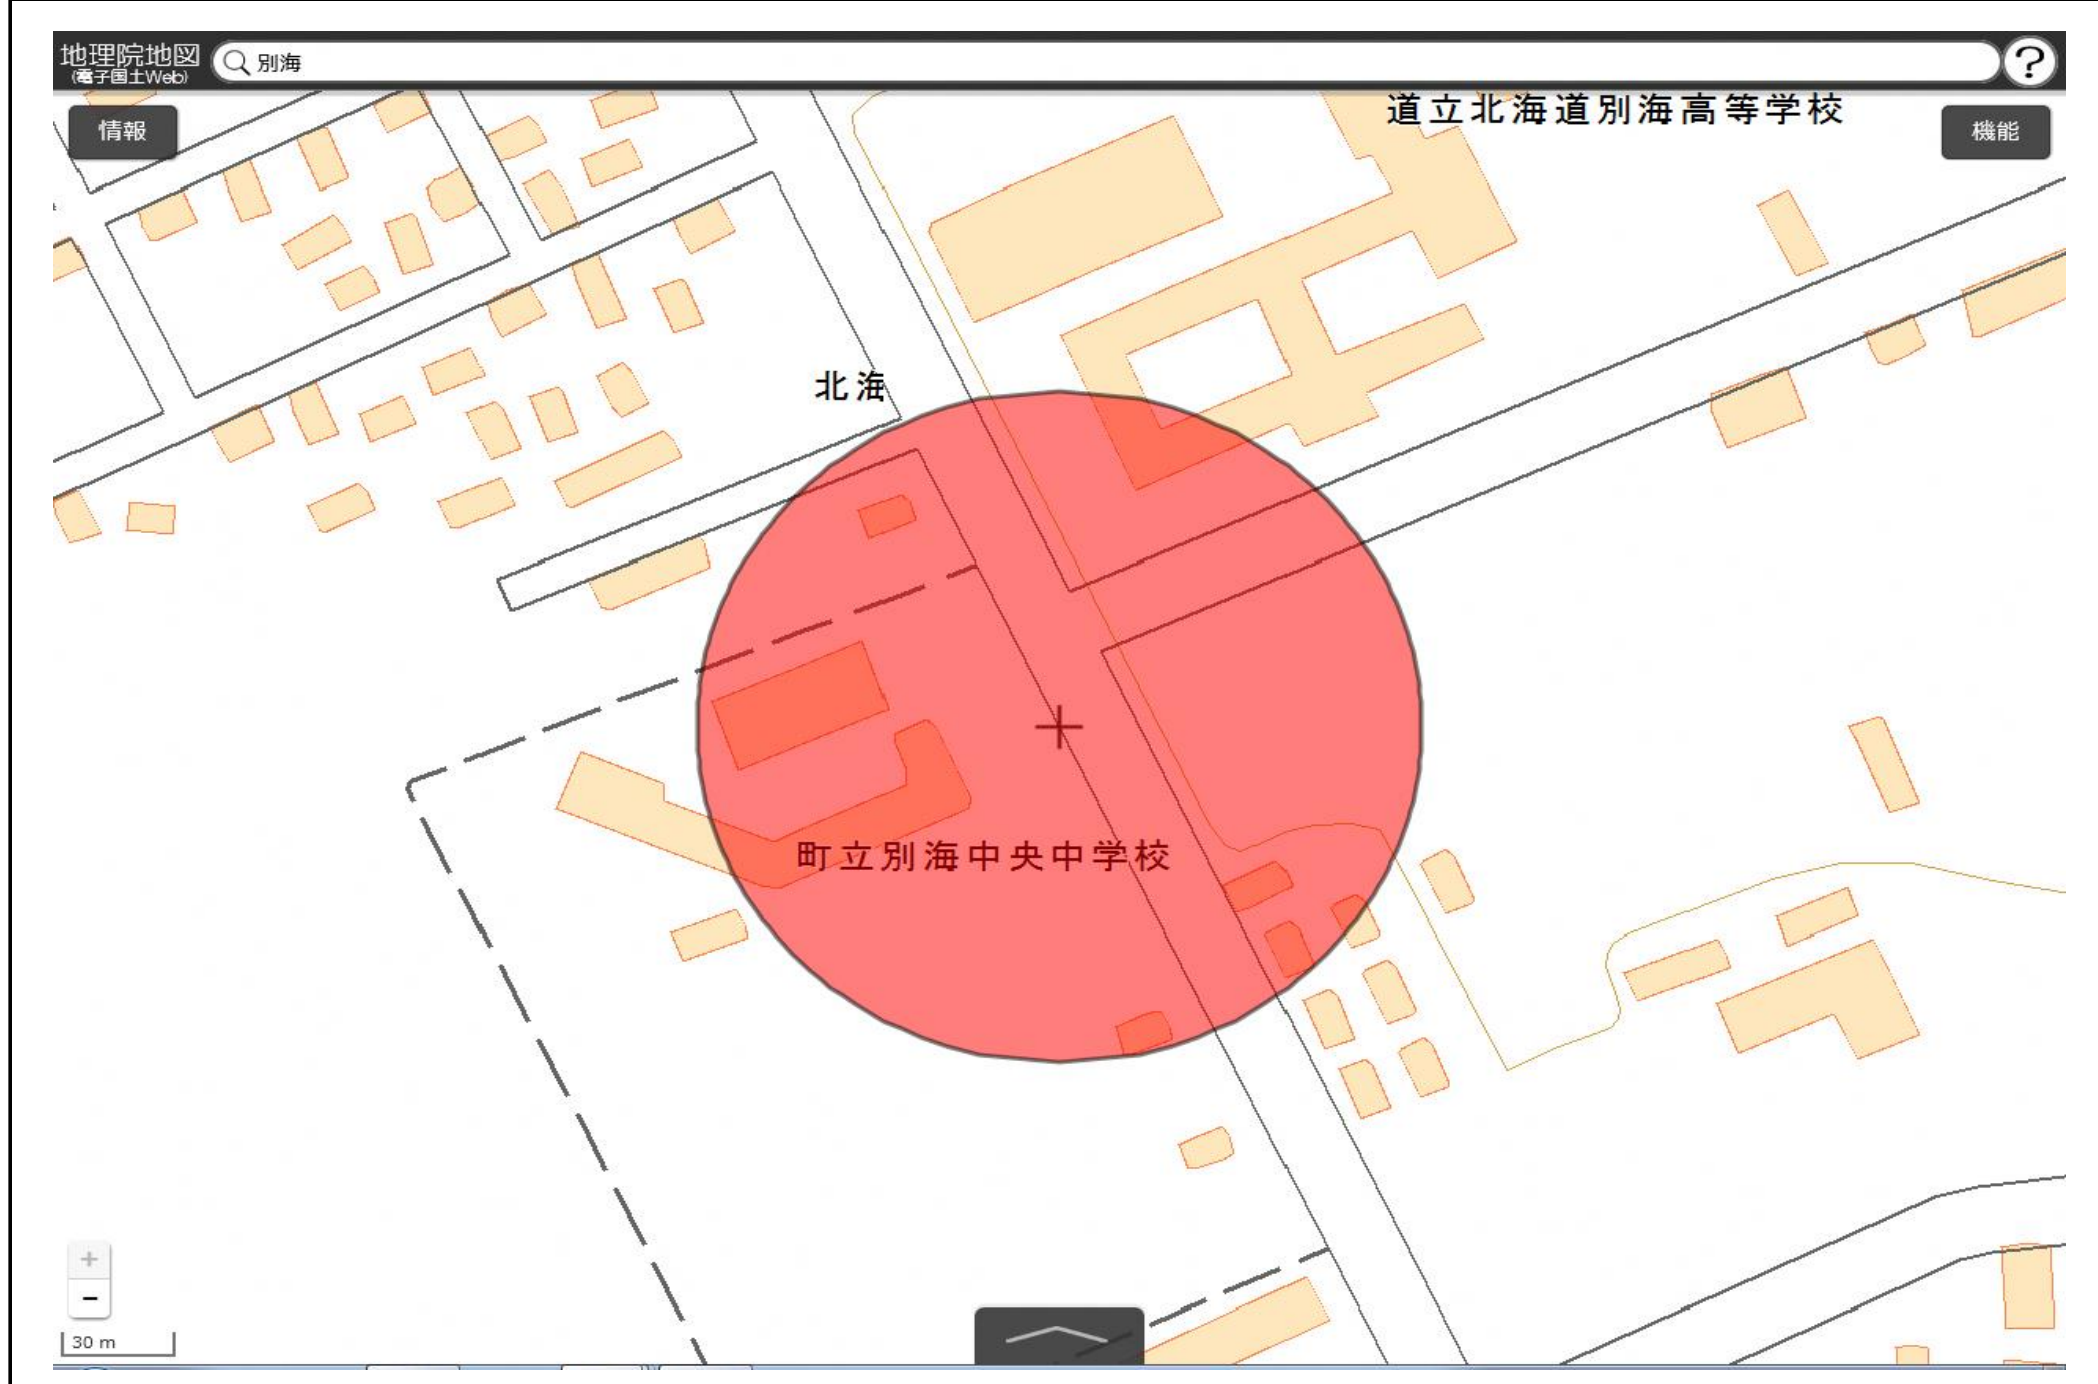 地理院地図
(電子国土Web)
別海
?
情報
機能
道立北海道別海高等学校
北海
町立別海中央中学校
+
−
30 m